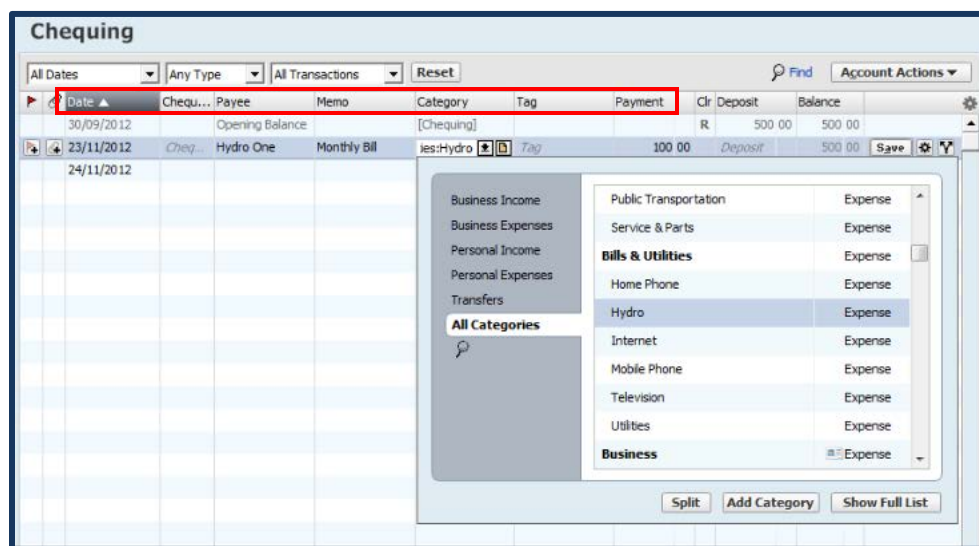 Chequing
All Dates Any Type All Transactions Reset Find Account Actions
Date Chequ... Payee Memo Category Tag Payment Clr Deposit Balance
30/09/2012 Opening Balance [Chequing] R 500 00 500 00
23/11/2012 Cheq... Hydro One Monthly Bill ies:Hydro Tag 100 00 Deposit 500 00 Save
24/11/2012
Business Income
Business Expenses
Personal Income
Personal Expenses
Transfers
All Categories
Public Transportation Expense
Service & Parts Expense
Bills & Utilities Expense
Home Phone Expense
Hydro Expense
Internet Expense
Mobile Phone Expense
Television Expense
Utilities Expense
Business Expense
Split Add Category Show Full List